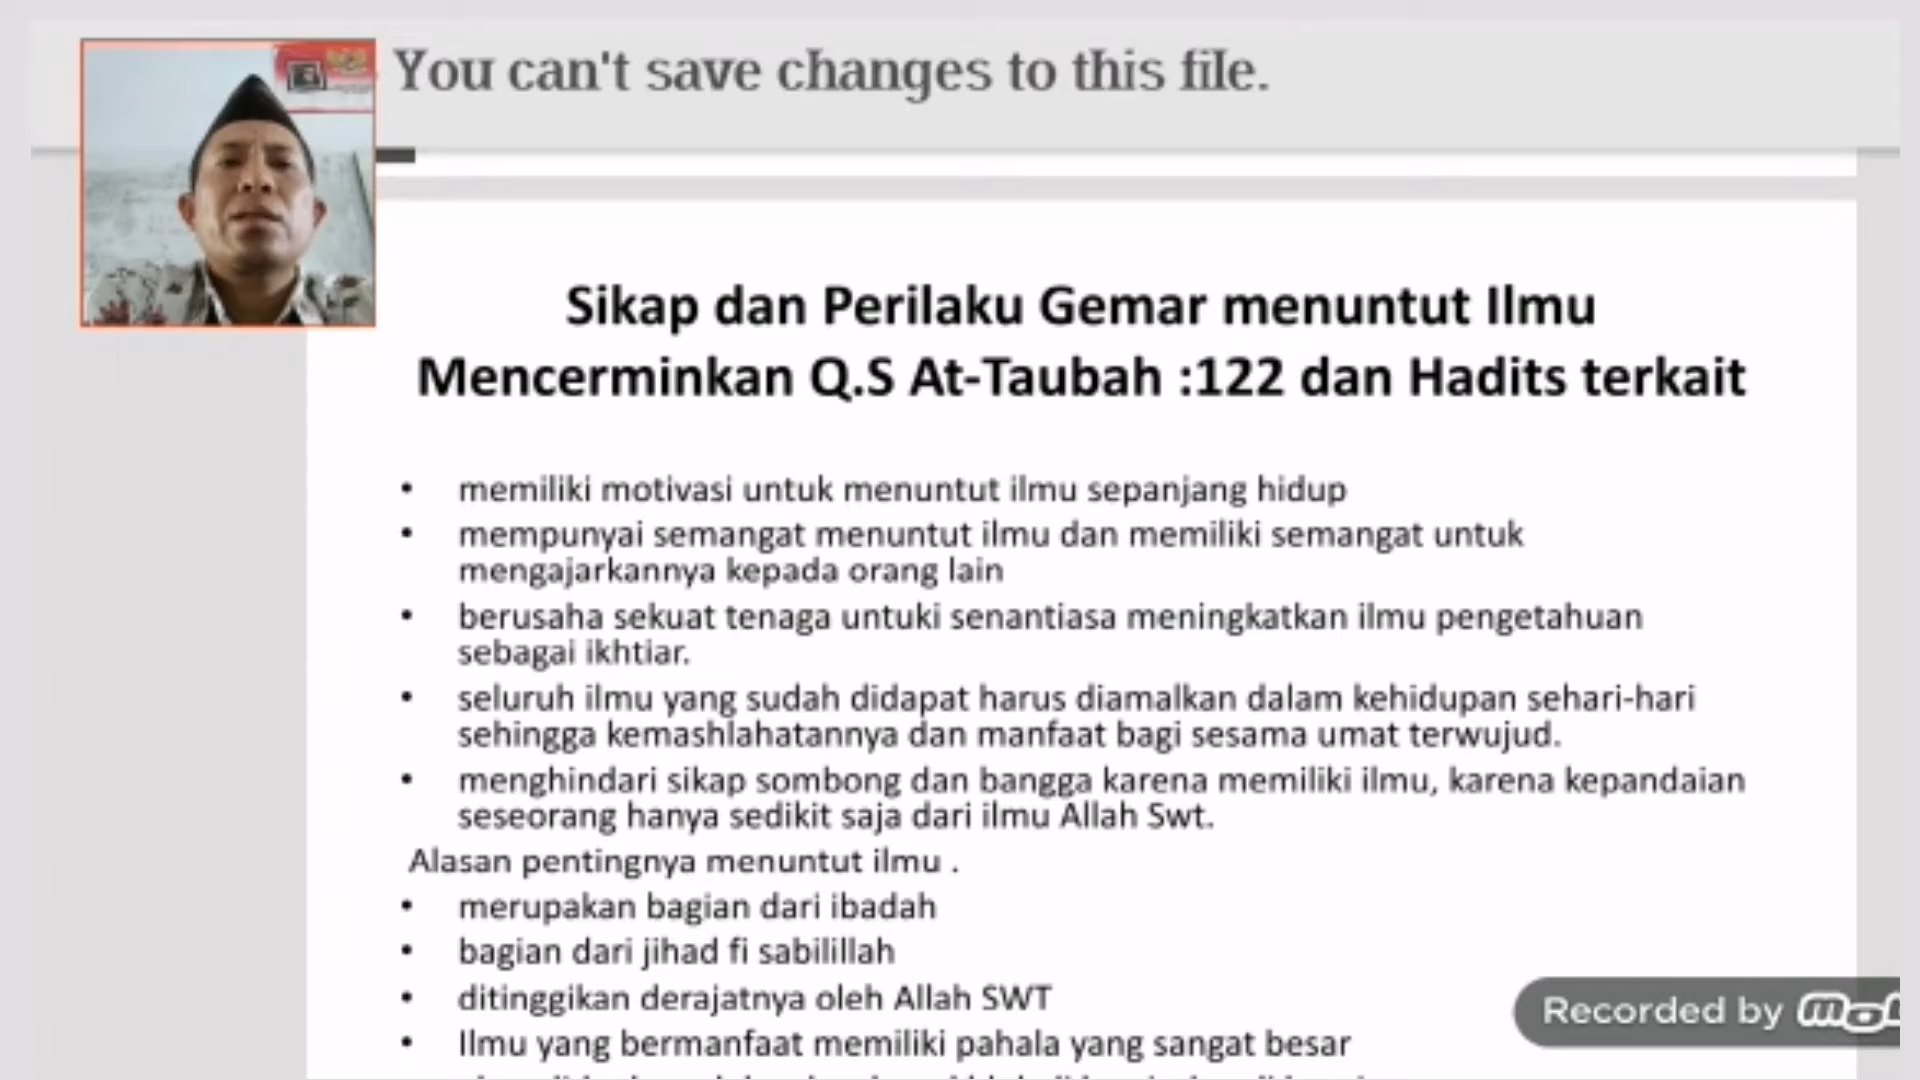 You can't save changes to this file.
Sikap dan Perilaku Gemar menuntut Ilmu
Mencerminkan Q.S At-Taubah :122 dan Hadits terkait
• memiliki motivasi untuk menuntut ilmu sepanjang hidup
• mempunyai semangat menuntut ilmu dan memiliki semangat untuk
mengajarkannya kepada orang lain
• berusaha sekuat tenaga untuki senantiasa meningkatkan ilmu pengetahuan
sebagai ikhtiar.
• seluruh ilmu yang sudah didapat harus diamalkan dalam kehidupan sehari-hari
sehingga kemashlahatannya dan manfaat bagi sesama umat terwujud.
• menghindari sikap sombong dan bangga karena memiliki ilmu, karena kepandaian
seseorang hanya sedikit saja dari ilmu Allah Swt.
Alasan pentingnya menuntut ilmu .
• merupakan bagian dari ibadah
• bagian dari jihad fi sabilillah
• ditinggikan derajatnya oleh Allah SWT
• Ilmu yang bermanfaat memiliki pahala yang sangat besar
Recorded by